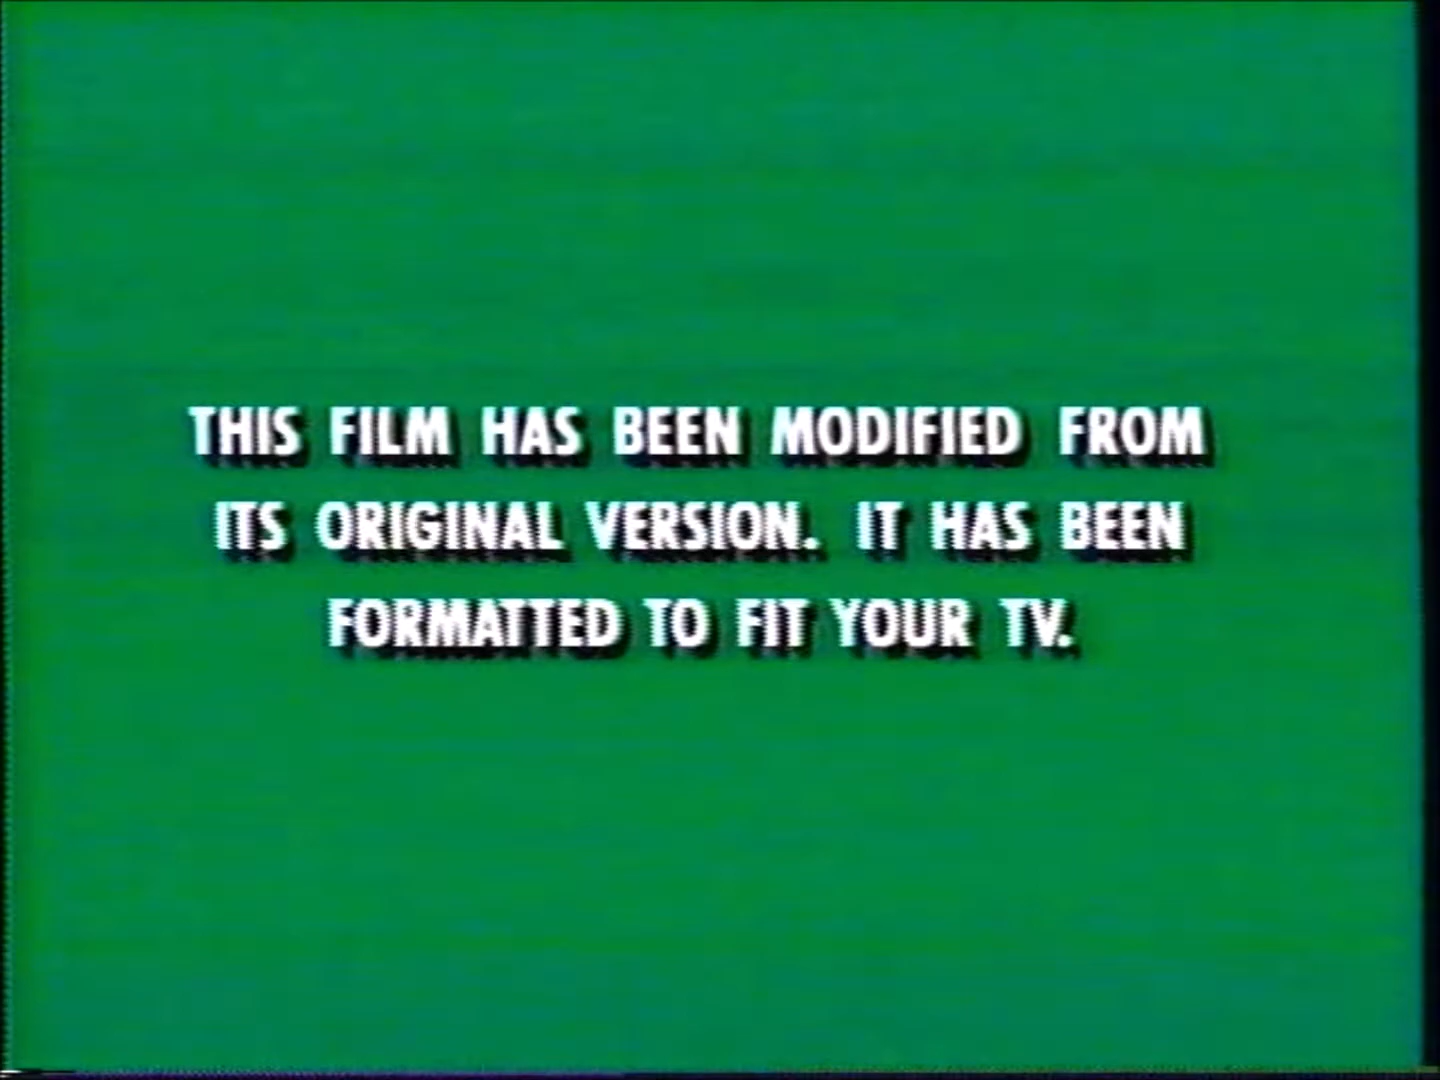 THIS FILM HAS BEEN MODIFIED FROM
ITS ORIGINAL VERSION. IT HAS BEEN
FORMATTED TO FIT YOUR TV.